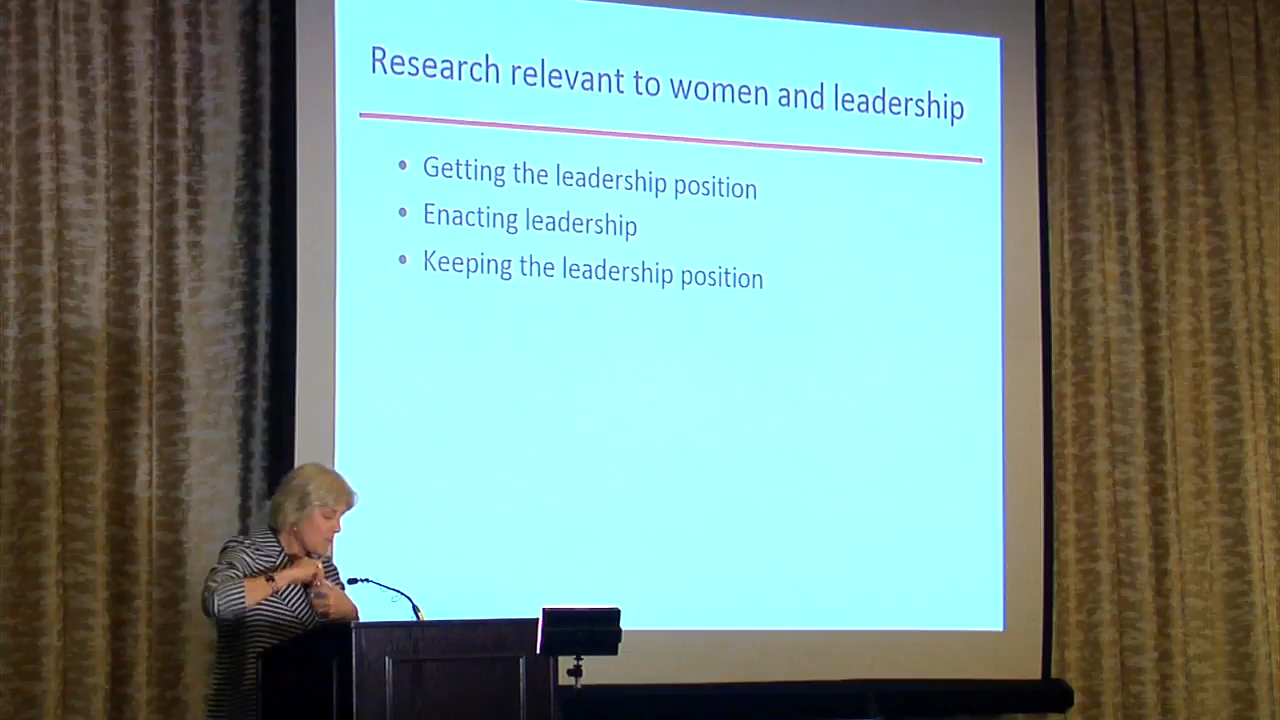 Research relevant to women and leadership
• Getting the leadership position
• Enacting leadership
• Keeping the leadership position